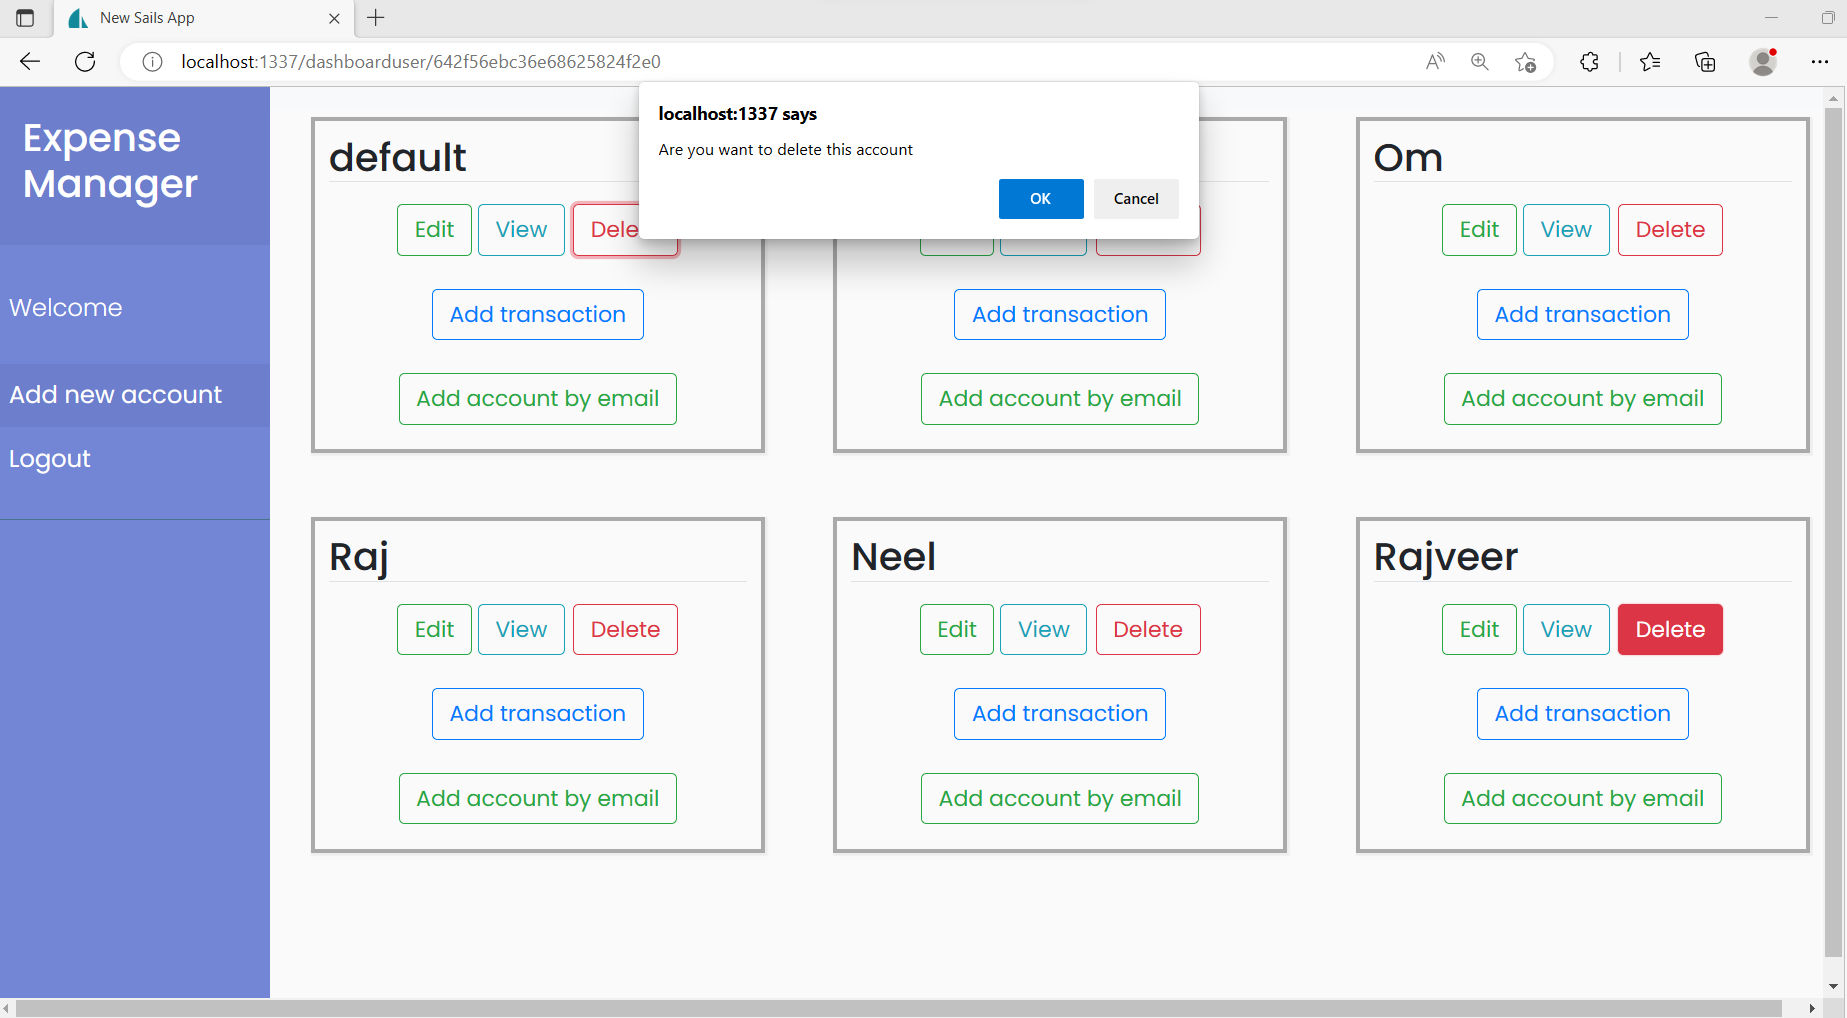 New Sails App
localhost:1337/dashboarduser/642f56ebc36e68625824f2e0
localhost:1337 says
Are you want to delete this account
OK Cancel
Expense
Manager
Welcome
Add new account
Logout
default
Edit View
Add transaction
Add account by email
Add transaction
Add account by email
Om
Edit View Delete
Add transaction
Add account by email
Raj
Edit View Delete
Add transaction
Add account by email
Neel
Edit View Delete
Add transaction
Add account by email
Rajveer
Edit View Delete
Add transaction
Add account by email